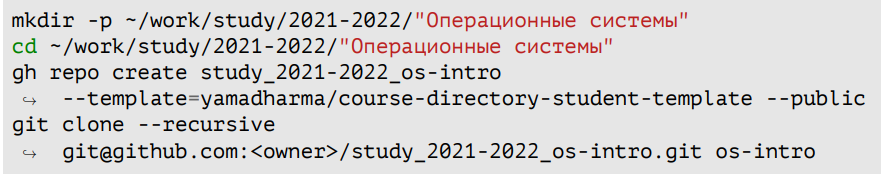 mkdir -p ~/work/study/2021-2022/"Операционные системы"
cd ~/work/study/2021-2022/"Операционные системы"
gh repo create study_2021-2022_os-intro
↪ --template=yamadharma/course-directory-student-template --public
git clone --recursive
↪ git@github.com:<owner>/study_2021-2022_os-intro.git os-intro